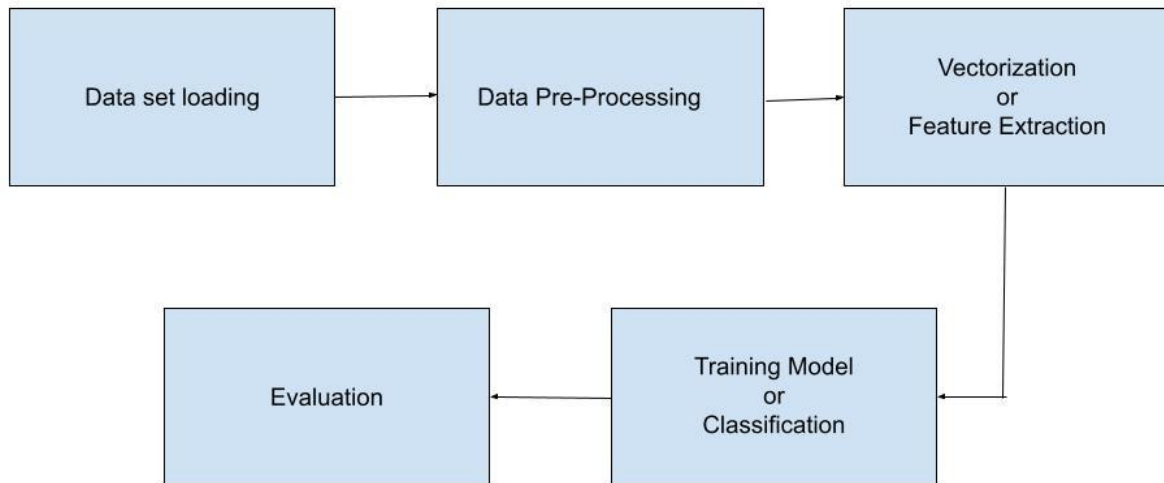 Data set loading
Data Pre-Processing
Vectorization
or
Feature Extraction
Training Model
or
Classification
Evaluation